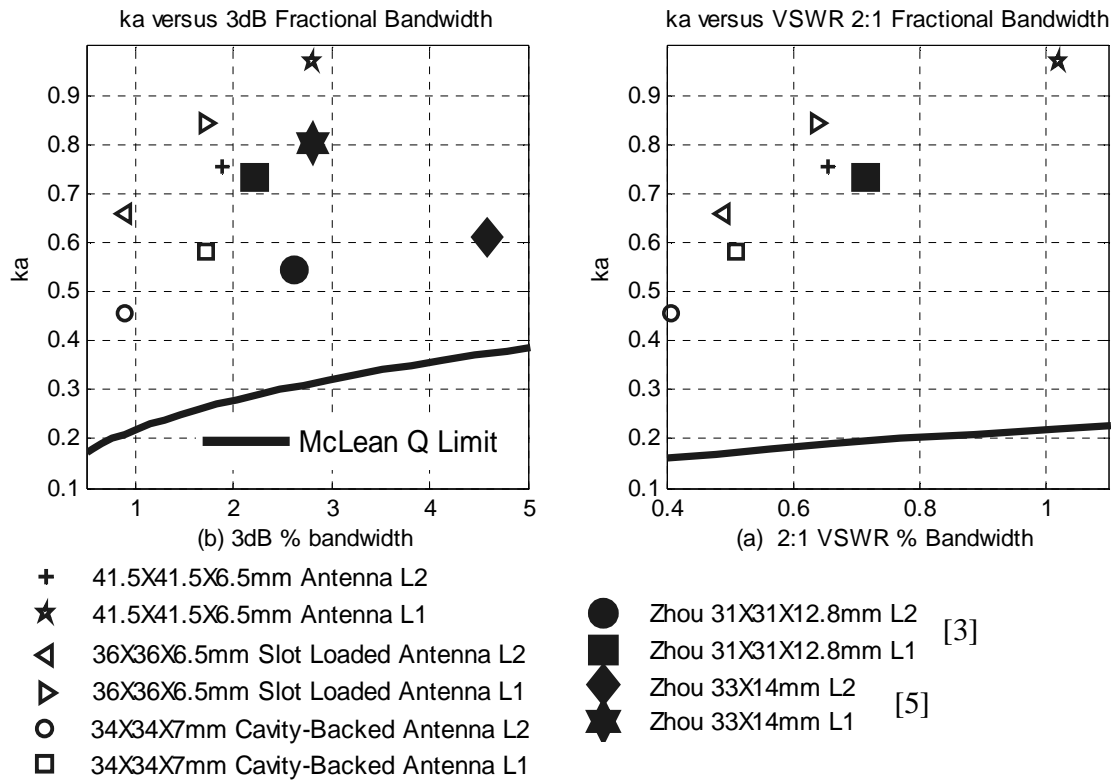 ka versus 3dB Fractional Bandwidth
ka
0.9
0.8
0.7
0.6
0.5
0.4
0.3
0.2
0.1
McLean Q Limit
1 2 3 4 5
(b) 3dB % bandwidth
ka versus VSWR 2:1 Fractional Bandwidth
ka
0.9
0.8
0.7
0.6
0.5
0.4
0.3
0.2
0.1
0.4 0.6 0.8 1
(a) 2:1 VSWR % Bandwidth
41.5X41.5X6.5mm Antenna L2
41.5X41.5X6.5mm Antenna L1
36X36X6.5mm Slot Loaded Antenna L2
36X36X6.5mm Slot Loaded Antenna L1
34X34X7mm Cavity-Backed Antenna L2
34X34X7mm Cavity-Backed Antenna L1
Zhou 31X31X12.8mm L2
Zhou 31X31X12.8mm L1
[3]
Zhou 33X14mm L2
Zhou 33X14mm L1
[5]